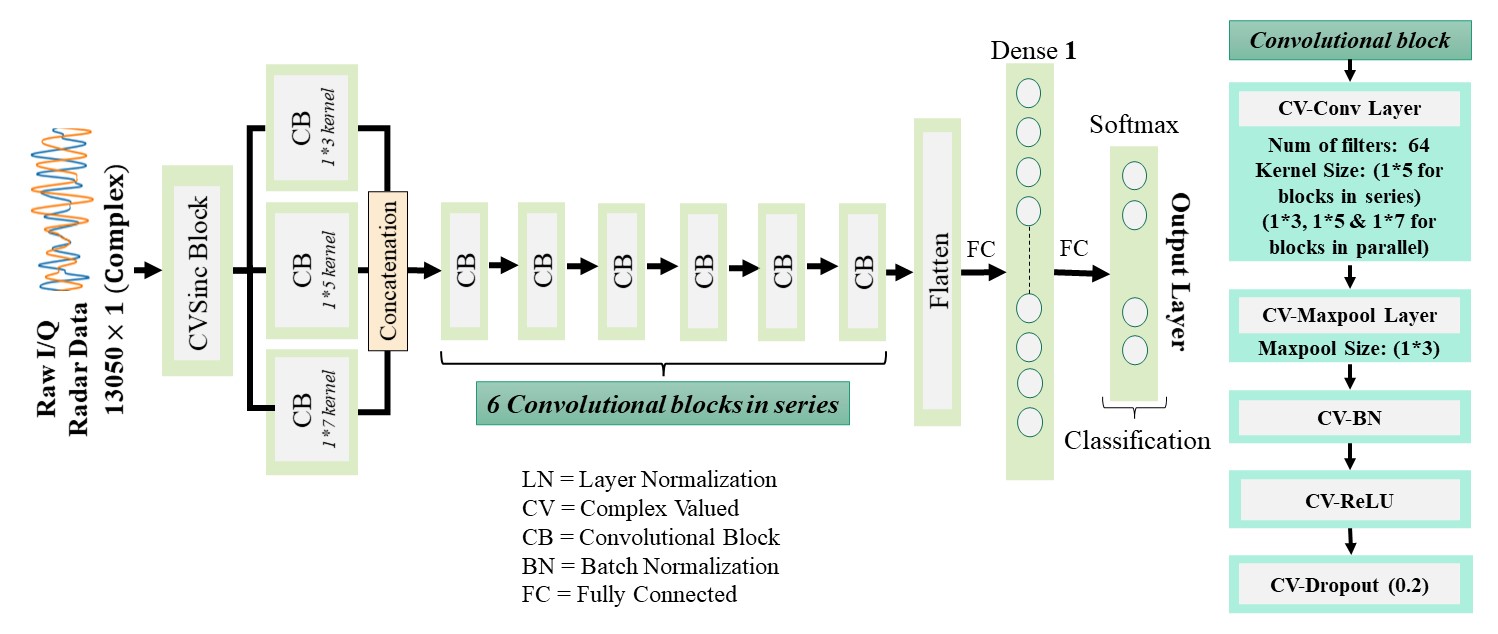 Raw I/Q
Radar Data
13050 × 1 (Complex)
CVSinc Block
CB
1*3 kernel
CB
1*5 kernel
CB
1*7 kernel
Concatenation
CB
CB
CB
CB
CB
CB
6 Convolutional blocks in series
Flatten
FC
Dense 1
FC
Softmax
Output Layer
Classification
LN = Layer Normalization
CV = Complex Valued
CB = Convolutional Block
BN = Batch Normalization
FC = Fully Connected
Convolutional block
CV-Conv Layer
Num of filters: 64
Kernel Size: (1*5 for
blocks in series)
(1*3, 1*5 & 1*7 for
blocks in parallel)
CV-Maxpool Layer
Maxpool Size: (1*3)
CV-BN
CV-ReLU
CV-Dropout (0.2)